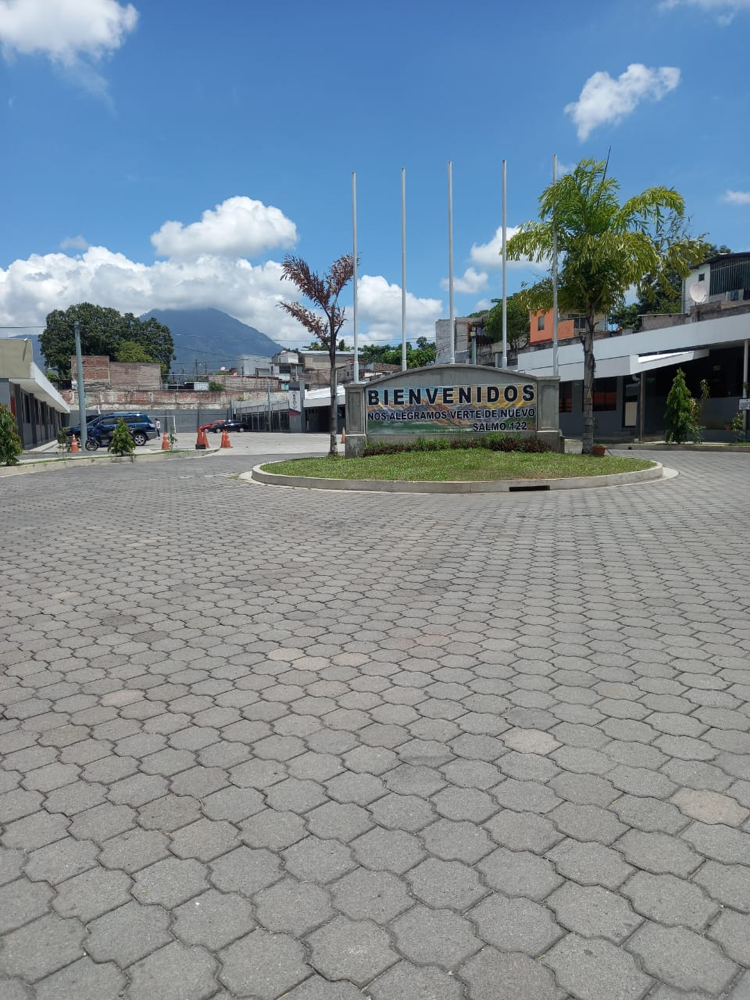 BIENVENIDOS
NOS ALEGRAMOS VERTE DE NUEVO
SALMO 122